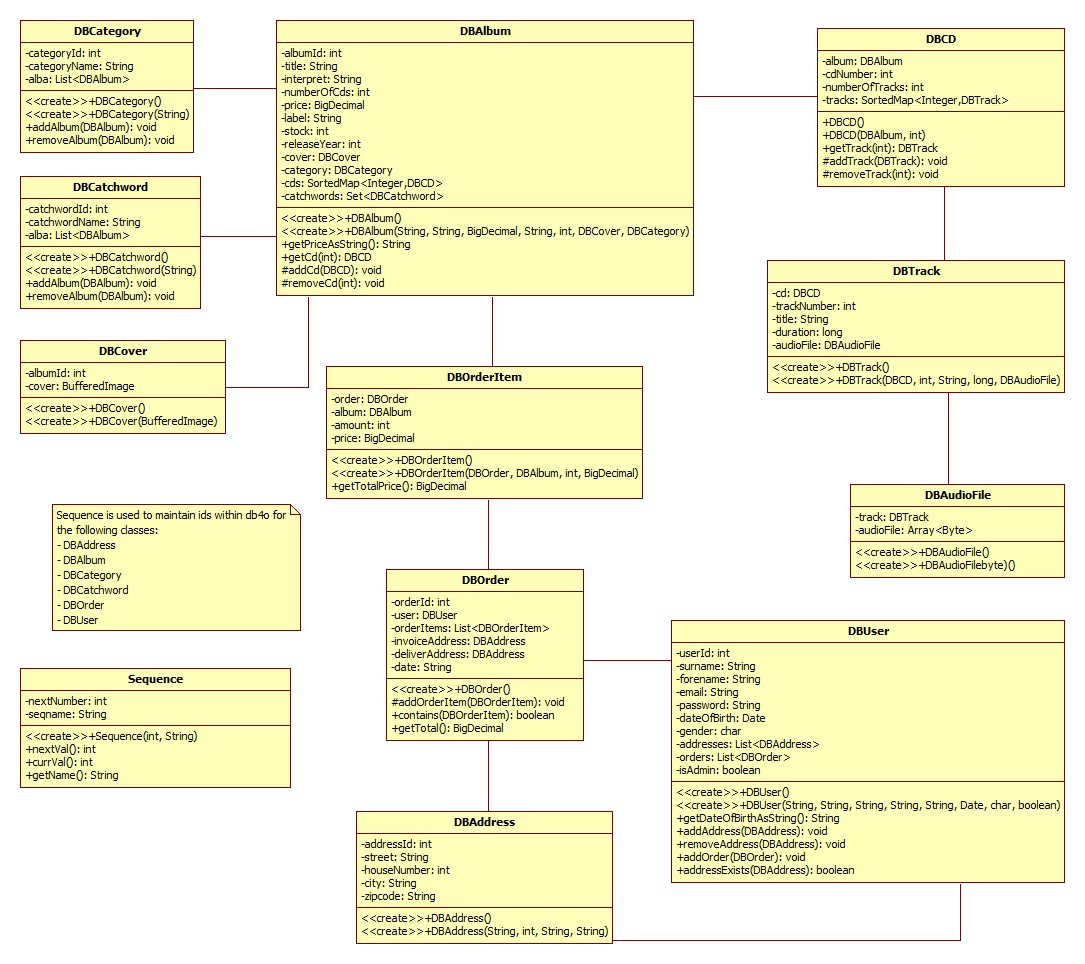 DBCategory
-categoryId: int
-categoryName: String
-alba: List<DBAlbum>
<<create>>+DBCategory()
<<create>>+DBCategory(String)
+addAlbum(DBAlbum): void
+removeAlbum(DBAlbum): void
DBAlbum
-albumId: int
-title: String
-interpret: String
-numberOfCds: int
-price: BigDecimal
-label: String
-stock: int
-releaseYear: int
-cover: DBCover
-category: DBCategory
-cds: SortedMap<Integer,DBCD>
-catchwords: Set<DBCatchword>
<<create>>+DBAlbum()
<<create>>+DBAlbum(String, String, BigDecimal, String, int, DBCover, DBCategory)
+getPriceAsString(): String
+getCd(int): DBCD
#addCd(DBCD): void
#removeCd(int): void
DBCD
-album: DBAlbum
-cdNumber: int
-numberOfTracks: int
-tracks: SortedMap<Integer,DBTrack>
+DBCD()
+DBCD(DBAlbum, int)
+getTrack(int): DBTrack
#addTrack(DBTrack): void
#removeTrack(int): void
DBCatchword
-catchwordId: int
-catchwordName: String
-alba: List<DBAlbum>
<<create>>+DBCatchword()
<<create>>+DBCatchword(String)
+addAlbum(DBAlbum): void
+removeAlbum(DBAlbum): void
DBTrack
-cd: DBCD
-trackNumber: int
-title: String
-duration: long
-audioFile: DBAudioFile
<<create>>+DBTrack()
<<create>>+DBTrack(DBCD, int, String, long, DBAudioFile)
DBCover
-albumId: int
-cover: BufferedImage
<<create>>+DBCover()
<<create>>+DBCover(BufferedImage)
DBOrderItem
-order: DBOrder
-album: DBAlbum
-amount: int
-price: BigDecimal
<<create>>+DBOrderItem()
<<create>>+DBOrderItem(DBOrder, DBAlbum, int, BigDecimal)
+getTotalPrice(): BigDecimal
DBAudioFile
-track: DBTrack
-audioFile: Array<Byte>
<<create>>+DBAudioFile()
<<create>>+DBAudioFilebyte)()
Sequence is used to maintain ids within db4o for
the following classes:
- DBAddress
- DBAlbum
- DBCategory
- DBCatchword
- DBOrder
- DBUser
DBOrder
-orderId: int
-user: DBUser
-orderItems: List<DBOrderItem>
-invoiceAddress: DBAddress
-deliverAddress: DBAddress
-date: String
<<create>>+DBOrder()
#addOrderItem(DBOrderItem): void
+contains(DBOrderItem): boolean
+getTotal(): BigDecimal
DBUser
-userId: int
-surname: String
-forename: String
-email: String
-password: String
-dateOfBirth: Date
-gender: char
-addresses: List<DBAddress>
-orders: List<DBOrder>
-isAdmin: boolean
<<create>>+DBUser()
<<create>>+DBUser(String, String, String, String, String, Date, char, boolean)
+getDateOfBirthAsString(): String
+addAddress(DBAddress): void
+removeAddress(DBAddress): void
+addOrder(DBOrder): void
+addressExists(DBAddress): boolean
Sequence
-nextNumber: int
-seqname: String
<<create>>+Sequence(int, String)
+nextVal(): int
+currVal(): int
+getName(): String
DBAddress
-addressId: int
-street: String
-houseNumber: int
-city: String
-zipcode: String
<<create>>+DBAddress()
<<create>>+DBAddress(String, int, String, String)